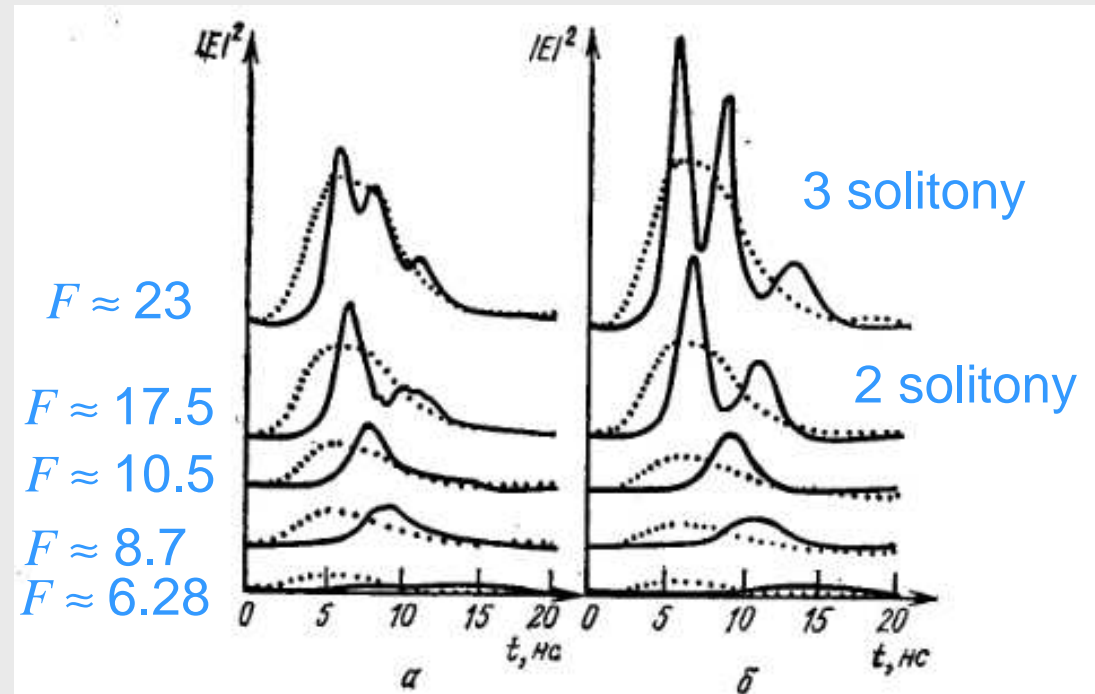 |E|²
|E|²
3 solitony
F ≈ 23
2 solitony
F ≈ 17.5
F ≈ 10.5
F ≈ 8.7
F ≈ 6.28
0 5 10 15 20 0 5 10 15 20
t, нс t, нс
а б